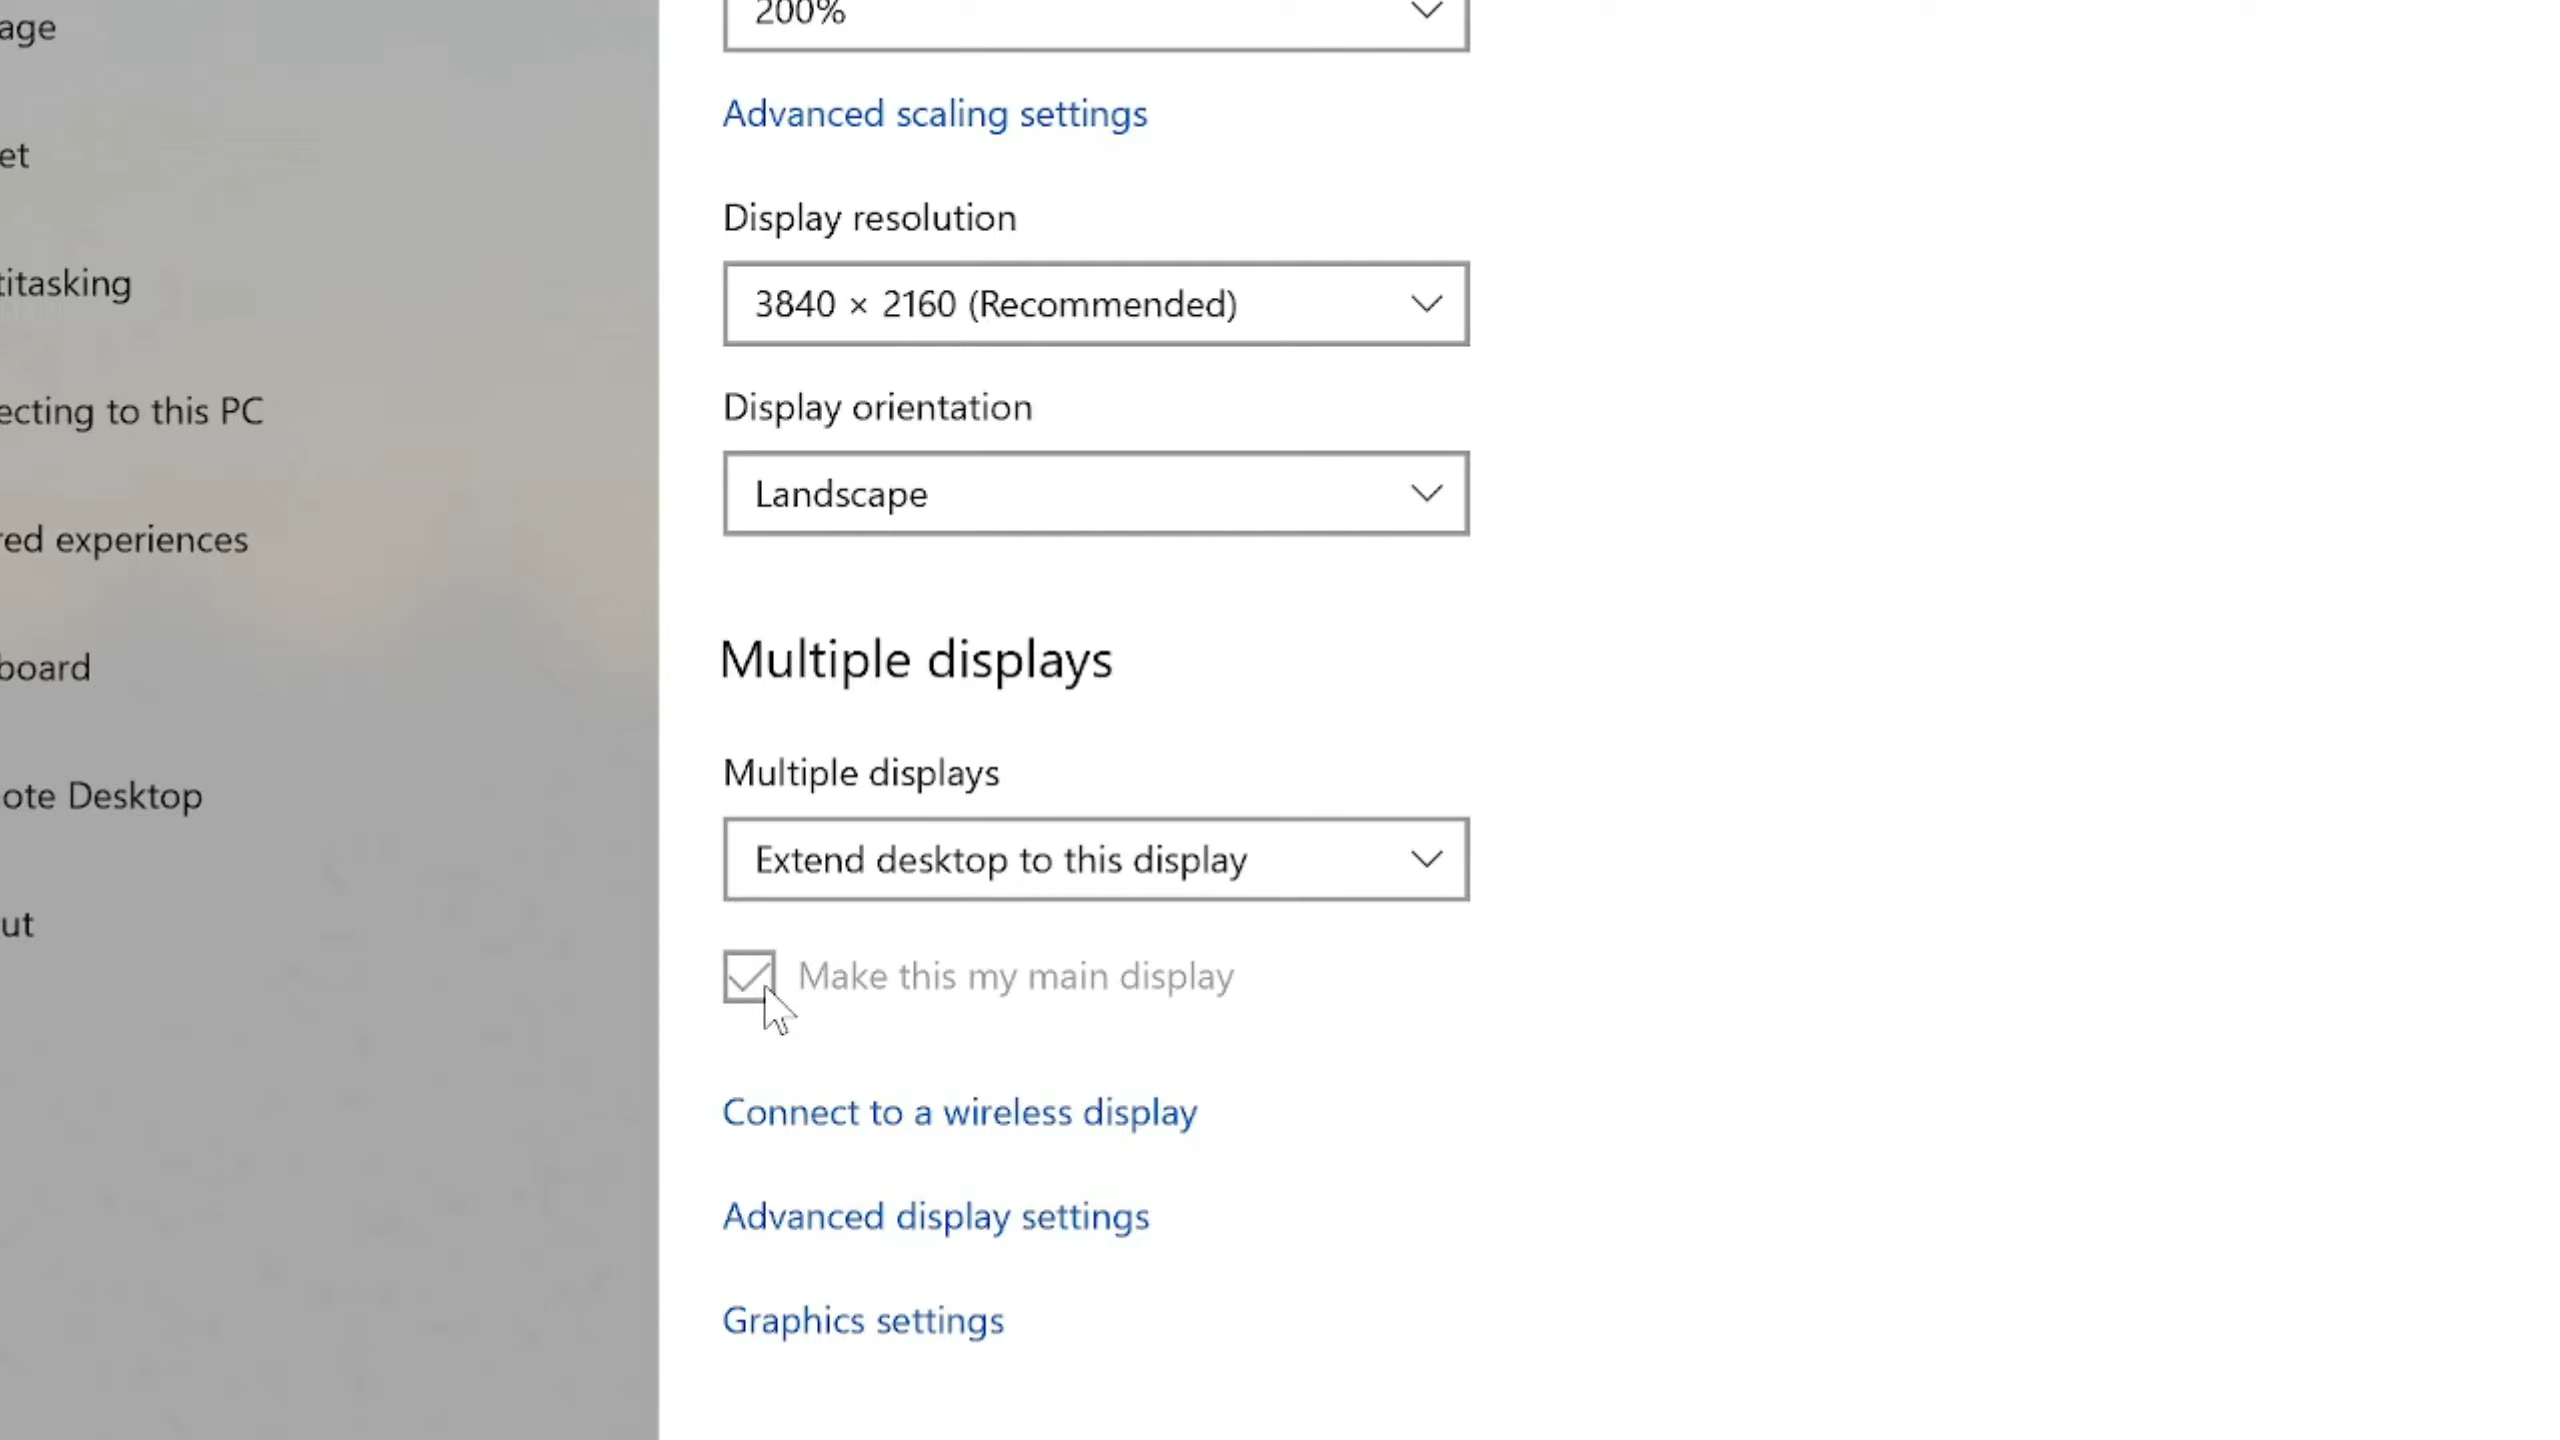 age
et
titasking
ecting to this PC
red experiences
board
ote Desktop
ut
200%
Advanced scaling settings
Display resolution
3840 × 2160 (Recommended)
Display orientation
Landscape
Multiple displays
Multiple displays
Extend desktop to this display
Make this my main display
Connect to a wireless display
Advanced display settings
Graphics settings